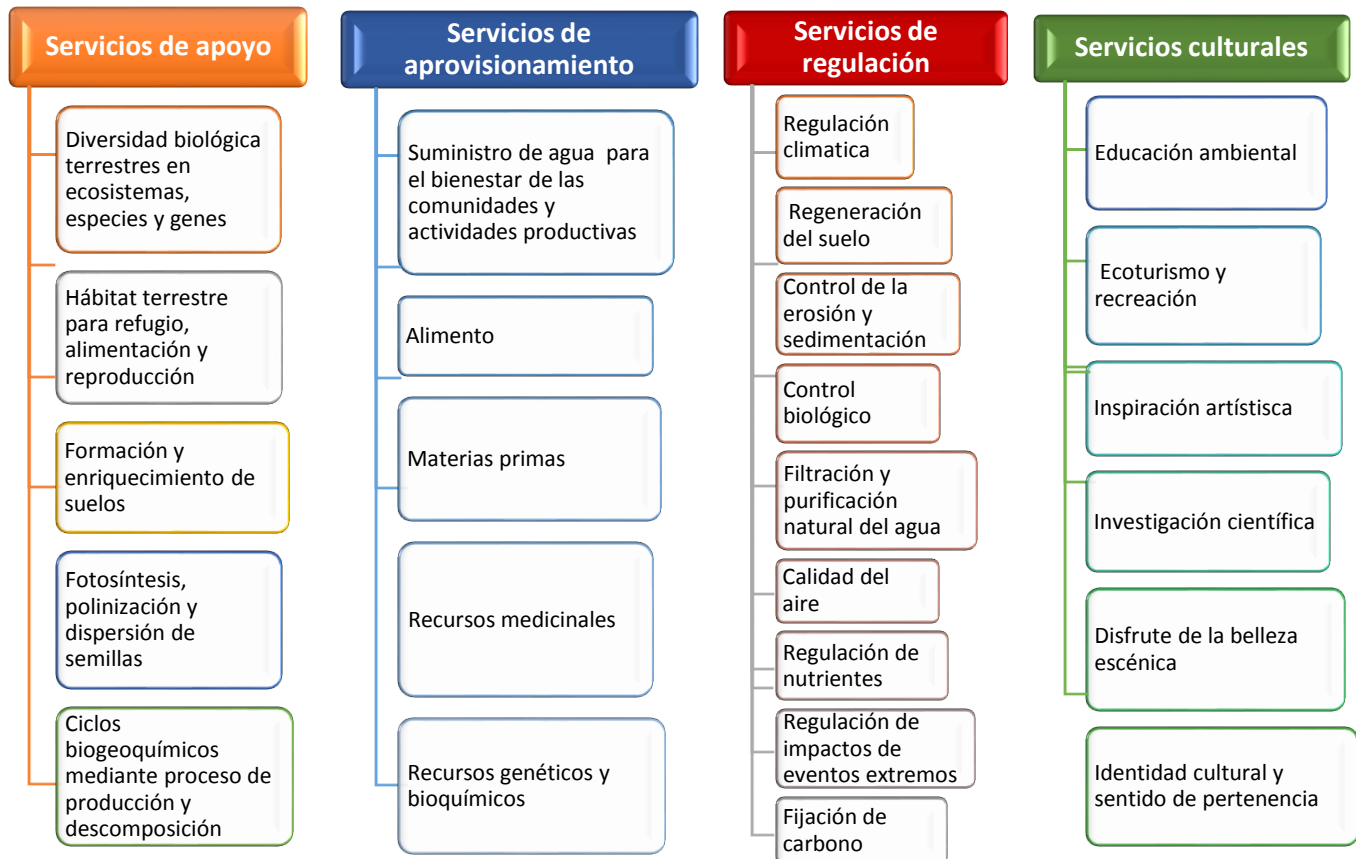 Servicios de apoyo
Diversidad biológica
terrestres en
ecosistemas,
especies y genes
Hábitat terrestre
para refugio,
alimentación y
reproducción
Formación y
enriquecimiento de
suelos
Fotosíntesis,
polinización y
dispersión de
semillas
Ciclos
biogeoquímicos
mediante proceso de
producción y
descomposición
Servicios de
aprovisionamiento
Suministro de agua para
el bienestar de las
comunidades y
actividades productivas
Alimento
Materias primas
Recursos medicinales
Recursos genéticos y
bioquímicos
Servicios de
regulación
Regulación
climatica
Regeneración
del suelo
Control de la
erosión y
sedimentación
Control
biológico
Filtración y
purificación
natural del agua
Calidad del
aire
Regulación de
nutrientes
Regulación de
impactos de
eventos extremos
Fijación de
carbono
Servicios culturales
Educación ambiental
Ecoturismo y
recreación
Inspiración artístisca
Investigación científica
Disfrute de la belleza
escénica
Identidad cultural y
sentido de pertenencia